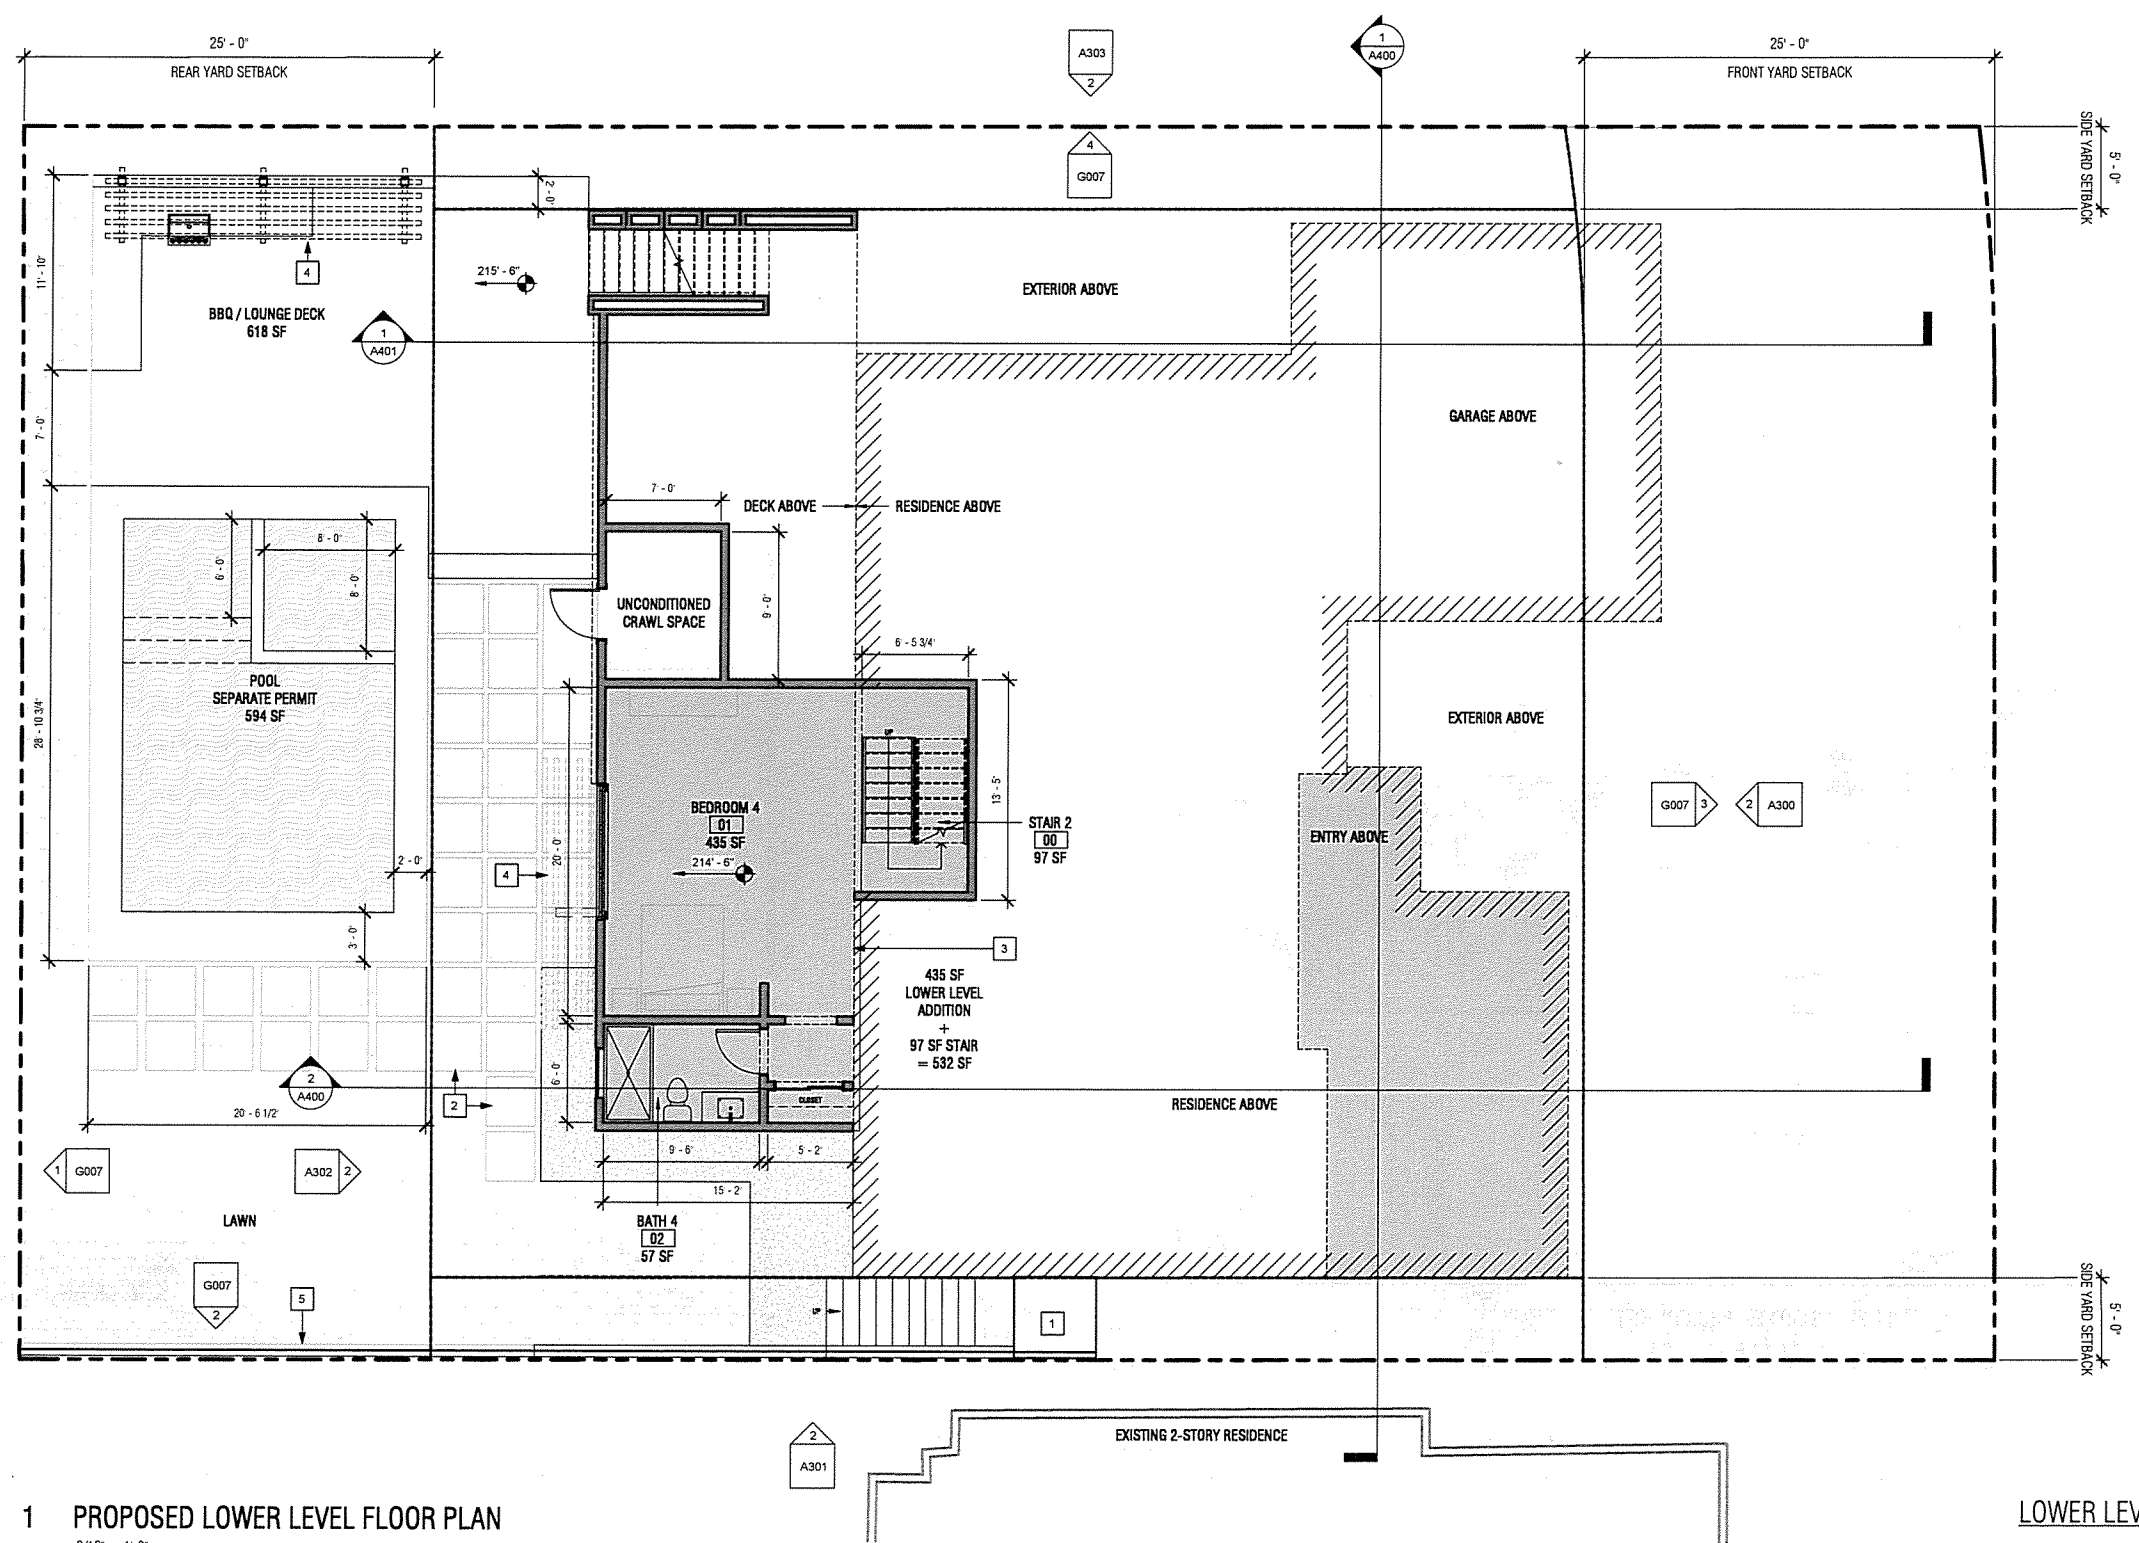 25' - 0"
REAR YARD SETBACK
A303
2
1
A400
25' - 0"
FRONT YARD SETBACK
SIDE YARD SETBACK
5' - 0"
4
G007
2' - 0"
11' - 10"
4
215' - 6"
EXTERIOR ABOVE
BBQ / LOUNGE DECK
618 SF
1
A401
7' - 0"
GARAGE ABOVE
7' - 0"
DECK ABOVE
RESIDENCE ABOVE
8' - 0"
6' - 0"
8' - 0"
UNCONDITIONED
CRAWL SPACE
9' - 0"
6' - 5 3/4"
POOL
SEPARATE PERMIT
594 SF
28' - 10 3/4"
EXTERIOR ABOVE
UP
13' - 5"
BEDROOM 4
01
435 SF
214' - 6"
20' - 0"
STAIR 2
00
97 SF
ENTRY ABOVE
G007
3
2
A300
2' - 0"
4
3' - 0"
3
435 SF
LOWER LEVEL
ADDITION
+
97 SF STAIR
= 532 SF
6' - 0"
2
A400
2
CLOSET
RESIDENCE ABOVE
20' - 6 1/2"
9' - 6"
5' - 2"
15' - 2"
1
G007
A302
2
LAWN
BATH 4
02
57 SF
G007
2
5
UP
1
SIDE YARD SETBACK
5' - 0"
2
A301
EXISTING 2-STORY RESIDENCE
1 PROPOSED LOWER LEVEL FLOOR PLAN
LOWER LEV